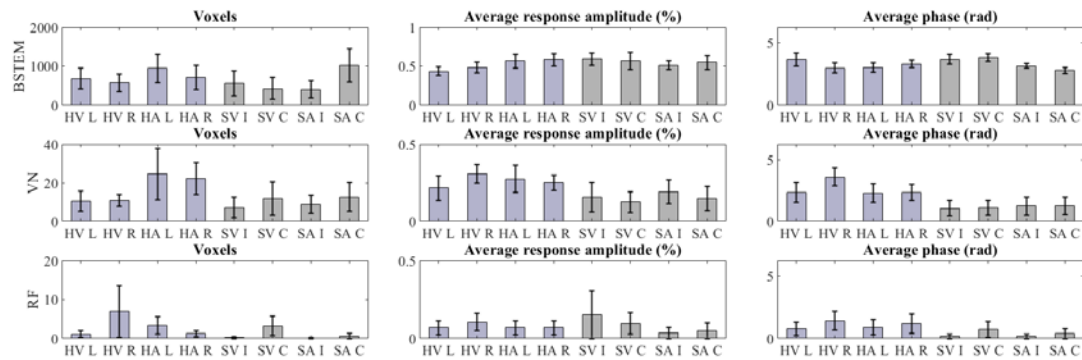 Voxels Average response amplitude (%) Average phase (rad)
BSTEM
2000
1000
0
HV L HV R HA L HA R SV I SV C SA I SA C
1
0.5
0
HV L HV R HA L HA R SV I SV C SA I SA C
5
0
HV L HV R HA L HA R SV I SV C SA I SA C
Voxels Average response amplitude (%) Average phase (rad)
VN
40
20
0
HV L HV R HA L HA R SV I SV C SA I SA C
0.5
0
HV L HV R HA L HA R SV I SV C SA I SA C
5
0
HV L HV R HA L HA R SV I SV C SA I SA C
Voxels Average response amplitude (%) Average phase (rad)
RF
20
10
0
HV L HV R HA L HA R SV I SV C SA I SA C
0.5
0
HV L HV R HA L HA R SV I SV C SA I SA C
5
0
HV L HV R HA L HA R SV I SV C SA I SA C